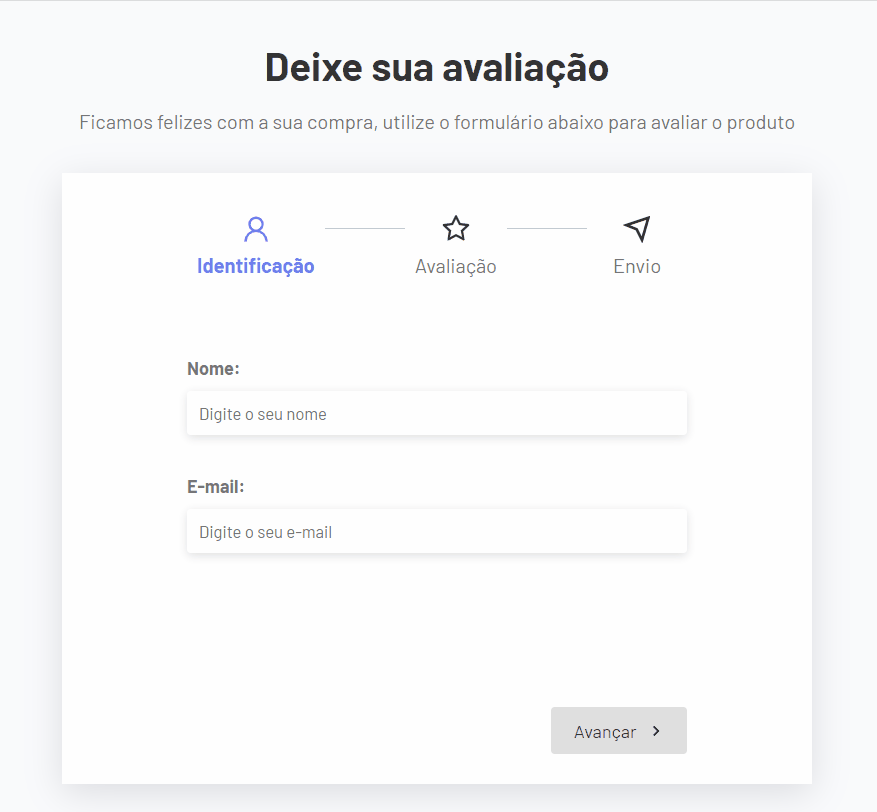 Deixe sua avaliação
Ficamos felizes com a sua compra, utilize o formulário abaixo para avaliar o produto
Identificação
Avaliação
Envio
Nome:
Digite o seu nome
E-mail:
Digite o seu e-mail
Avançar